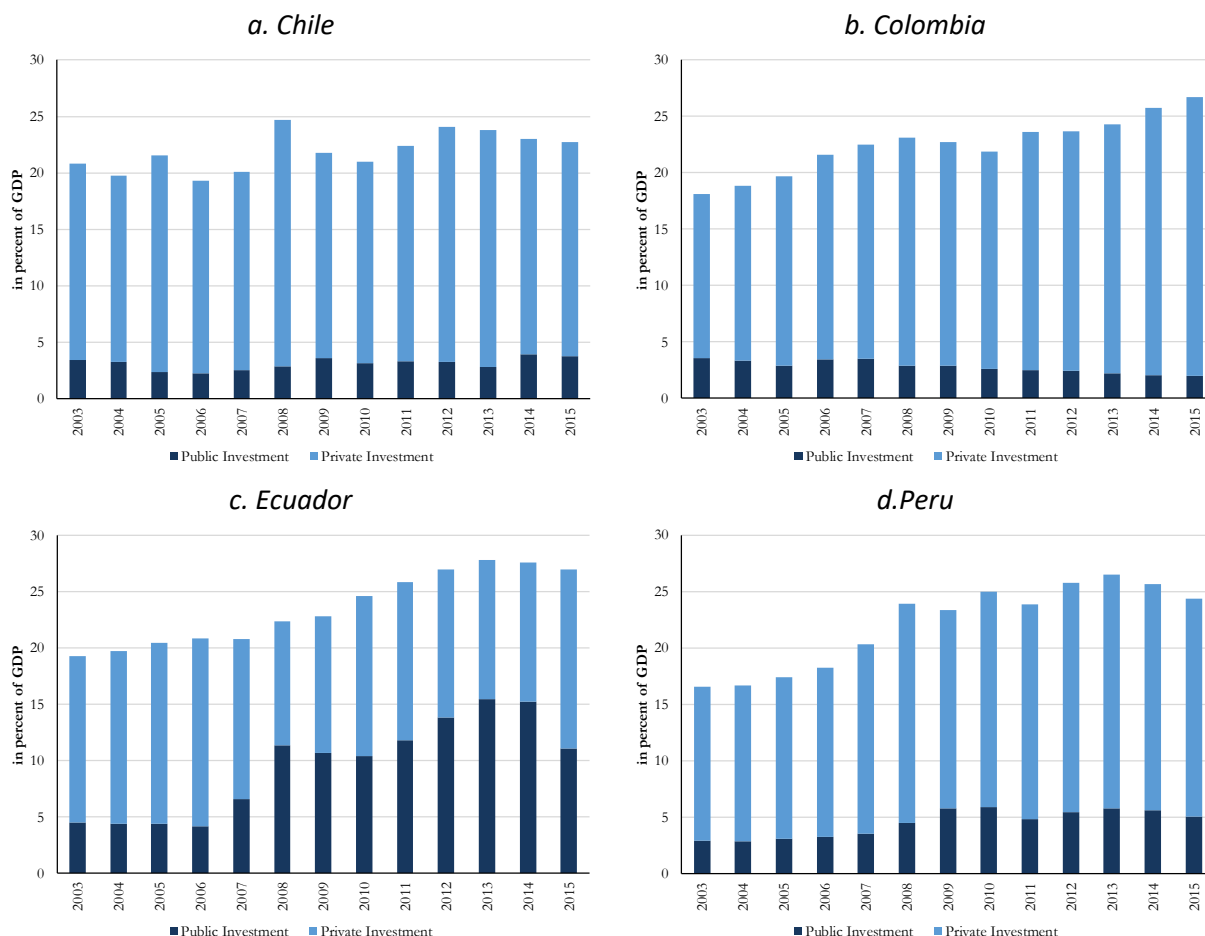 a. Chile
30
25
20
15
10
5
0
in percent of GDP
2003 2004 2005 2006 2007 2008 2009 2010 2011 2012 2013 2014 2015
Public Investment Private Investment
b. Colombia
30
25
20
15
10
5
0
in percent of GDP
2003 2004 2005 2006 2007 2008 2009 2010 2011 2012 2013 2014 2015
Public Investment Private Investment
c. Ecuador
30
25
20
15
10
5
0
in percent of GDP
2003 2004 2005 2006 2007 2008 2009 2010 2011 2012 2013 2014 2015
Public Investment Private Investment
d.Peru
30
25
20
15
10
5
0
in percent of GDP
2003 2004 2005 2006 2007 2008 2009 2010 2011 2012 2013 2014 2015
Public Investment Private Investment